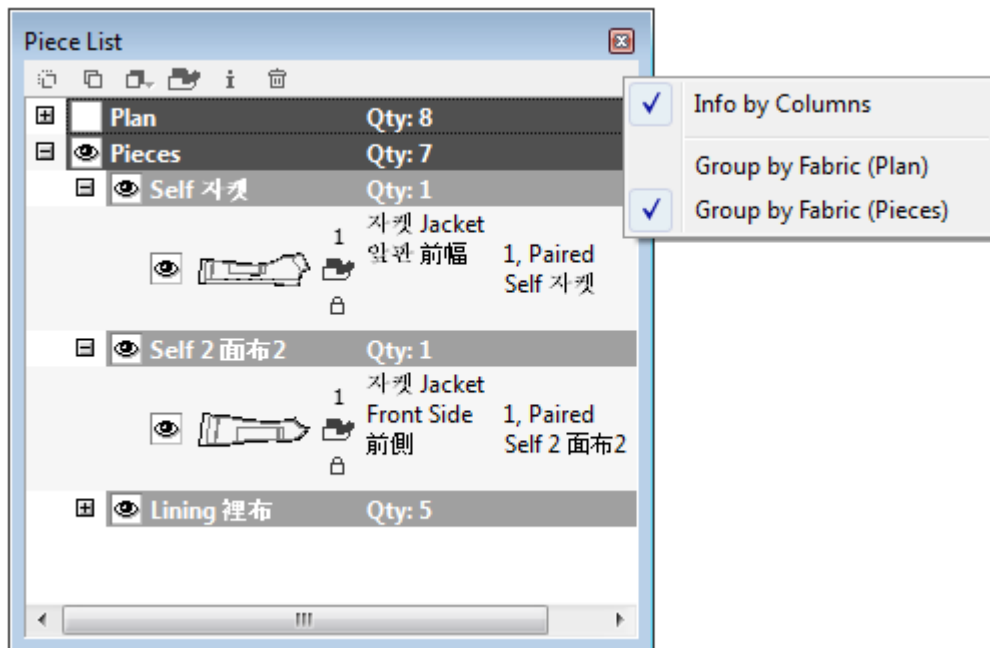 Piece List
Plan Qty: 8
Pieces Qty: 7
Self 자켓 Qty: 1
1
자켓 Jacket
앞판 前幅
1, Paired
Self 자켓
Self 2 面布2 Qty: 1
1
자켓 Jacket
Front Side
前側
1, Paired
Self 2 面布2
Lining 裡布 Qty: 5
Info by Columns
Group by Fabric (Plan)
Group by Fabric (Pieces)